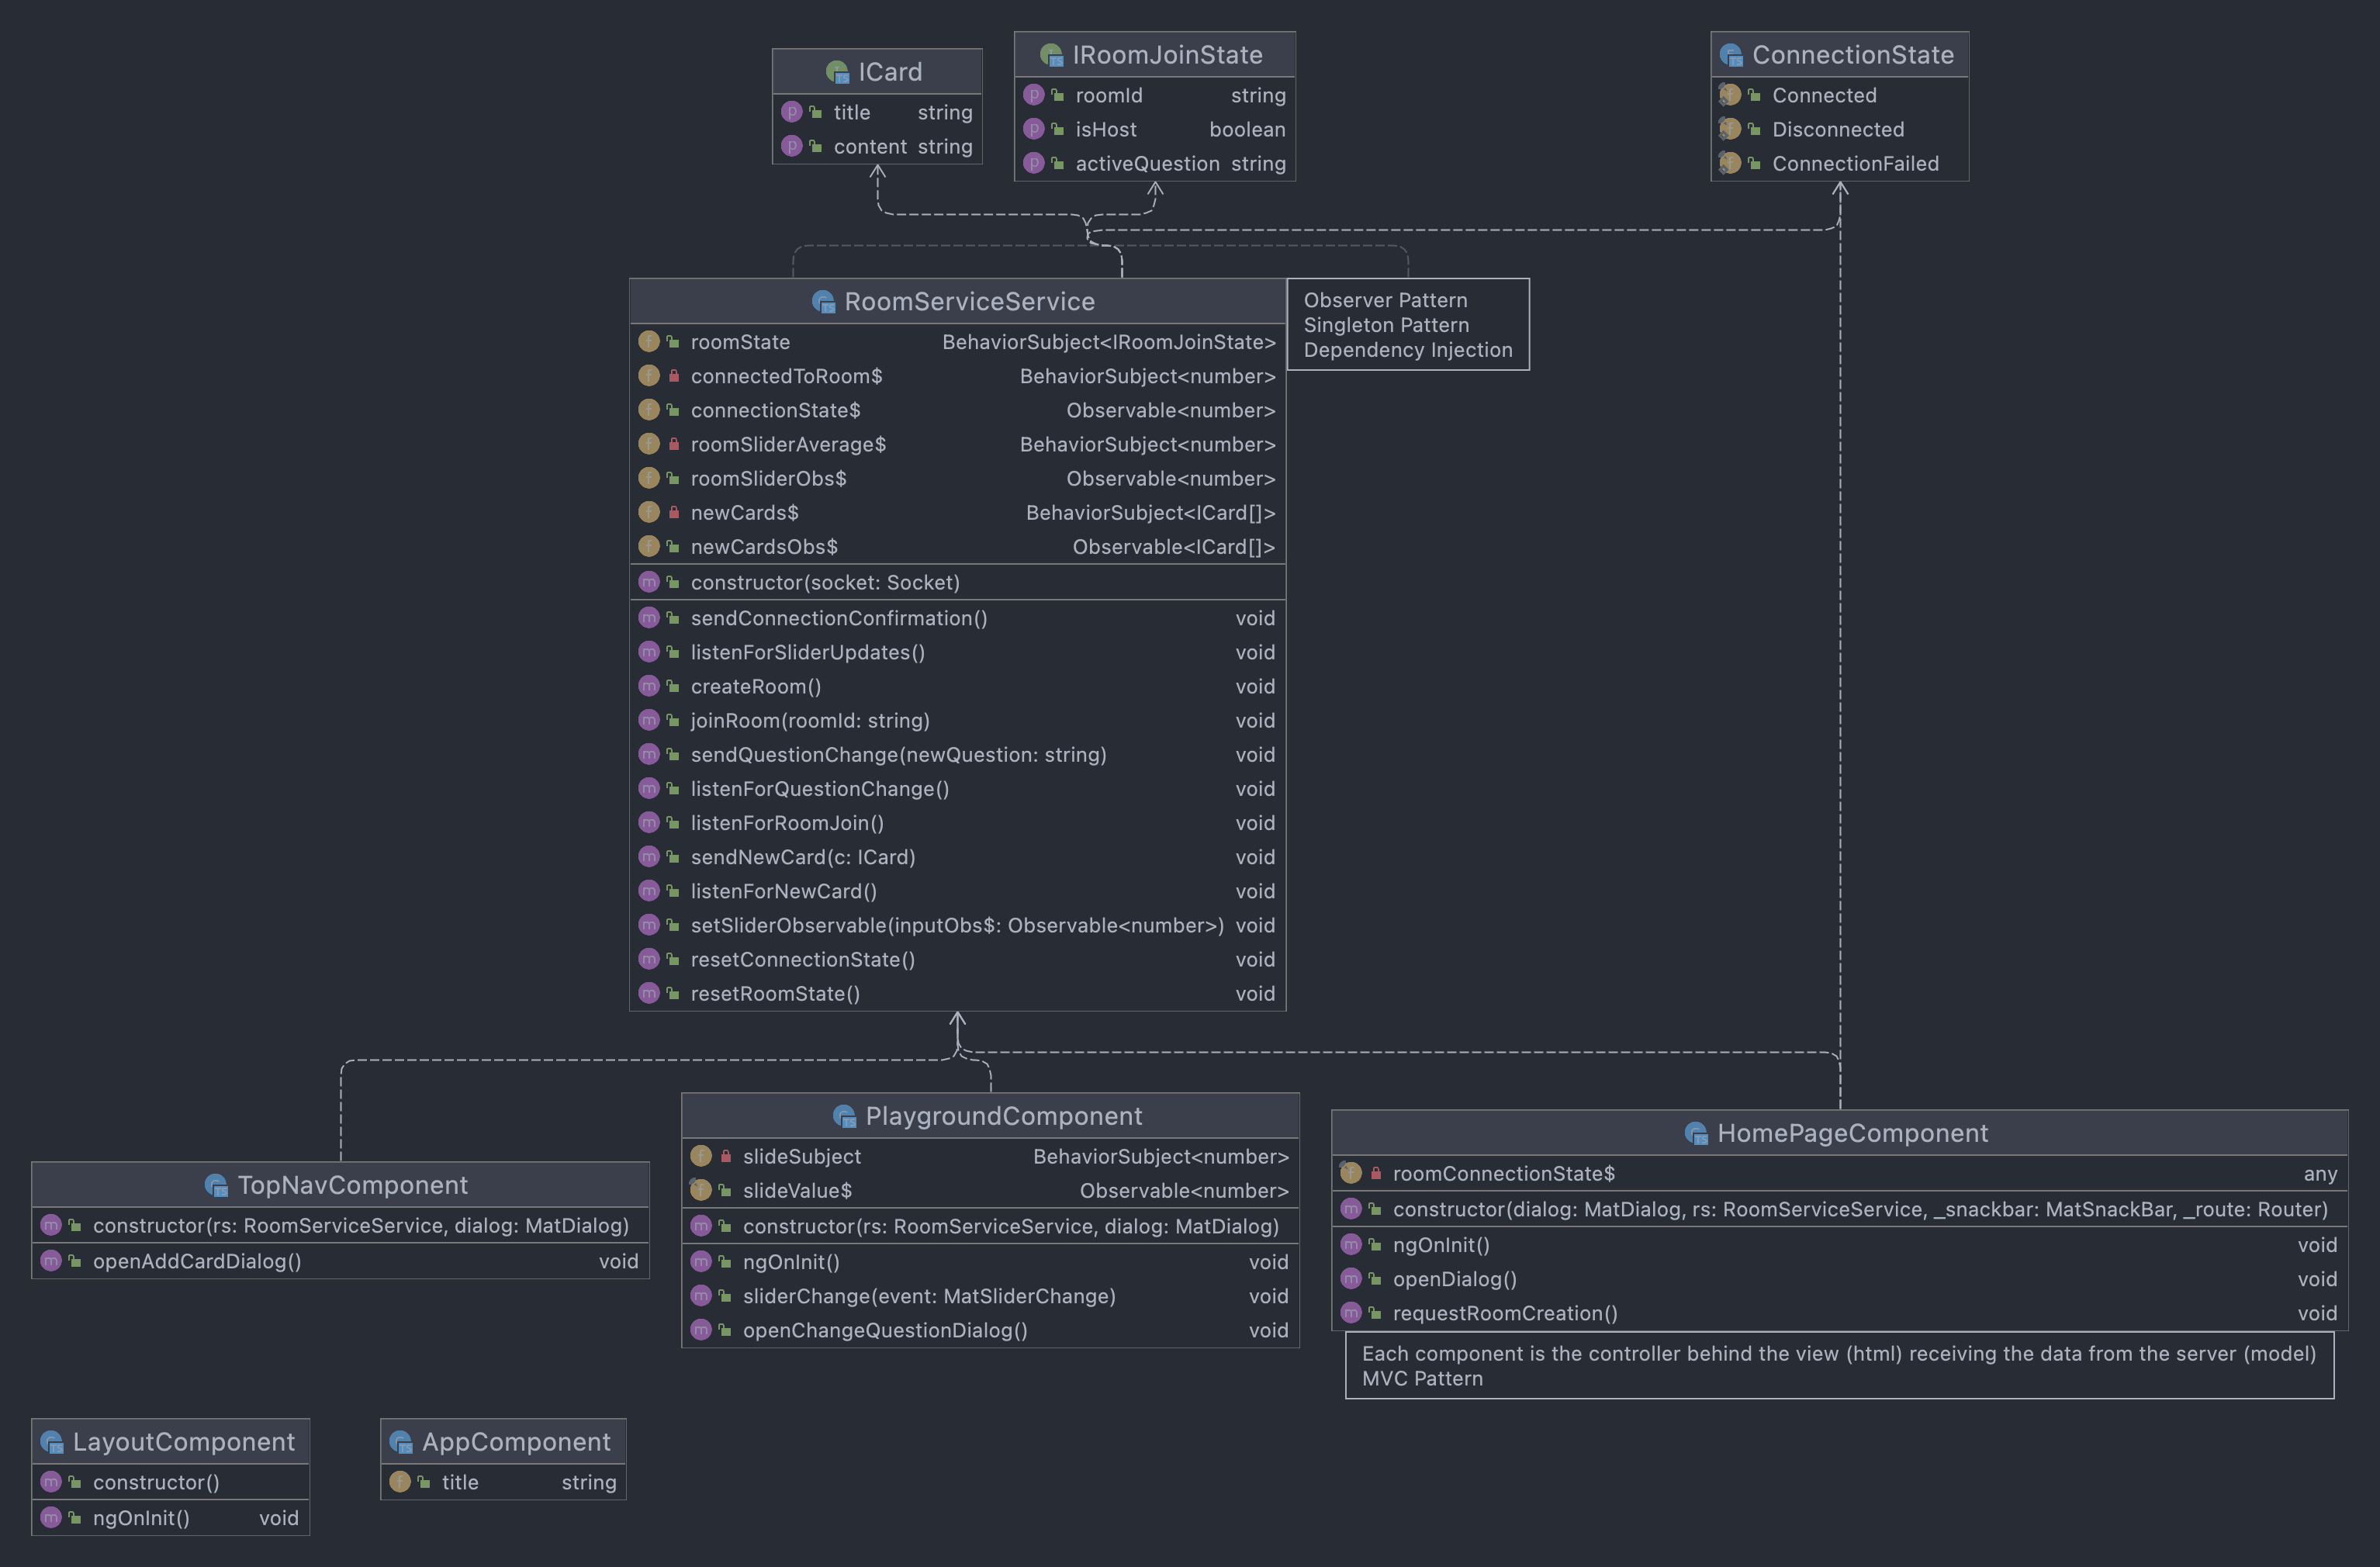 ICard
title string
content string
IRoomJoinState
roomId string
isHost boolean
activeQuestion string
ConnectionState
Connected
Disconnected
ConnectionFailed
RoomServiceService
roomState BehaviorSubject<IRoomJoinState>
connectedToRoom$ BehaviorSubject<number>
connectionState$ Observable<number>
roomSliderAverage$ BehaviorSubject<number>
roomSliderObs$ Observable<number>
newCards$ BehaviorSubject<ICard[]>
newCardsObs$ Observable<ICard[]>
constructor(socket: Socket)
sendConnectionConfirmation() void
listenForSliderUpdates() void
createRoom() void
joinRoom(roomId: string) void
sendQuestionChange(newQuestion: string) void
listenForQuestionChange() void
listenForRoomJoin() void
sendNewCard(c: ICard) void
listenForNewCard() void
setSliderObservable(inputObs$: Observable<number>) void
resetConnectionState() void
resetRoomState() void
Observer Pattern
Singleton Pattern
Dependency Injection
TopNavComponent
constructor(rs: RoomServiceService, dialog: MatDialog)
openAddCardDialog() void
PlaygroundComponent
slideSubject BehaviorSubject<number>
slideValue$ Observable<number>
constructor(rs: RoomServiceService, dialog: MatDialog)
ngOnInit() void
sliderChange(event: MatSliderChange) void
openChangeQuestionDialog() void
HomePageComponent
roomConnectionState$ any
constructor(dialog: MatDialog, rs: RoomServiceService, _snackbar: MatSnackBar, _route: Router)
ngOnInit() void
openDialog() void
requestRoomCreation() void
Each component is the controller behind the view (html) receiving the data from the server (model)
MVC Pattern
LayoutComponent
constructor()
ngOnInit() void
AppComponent
title string